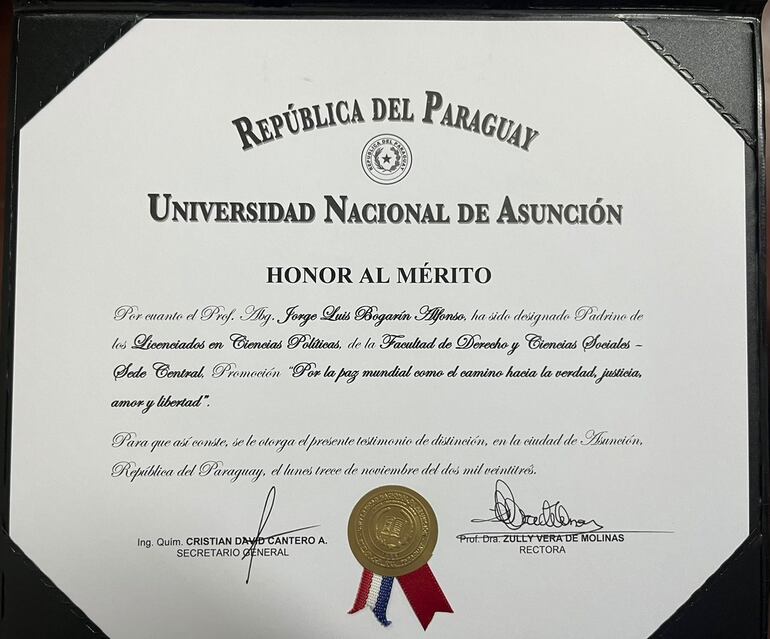 REPÚBLICA DEL PARAGUAY
REPUBLICA DEL PARAGUAY
UNIVERSIDAD NACIONAL DE ASUNCIÓN
HONOR AL MÉRITO
Por cuanto el Prof. Abg. Jorge Luis Bogarín Alfonso, ha sido designado Padrino de
los Licenciados en Ciencias Políticas, de la Facultad de Derecho y Ciencias Sociales –
Sede Central, Promoción “Por la paz mundial como el camino hacia la verdad, justicia,
amor y libertad”.
Para que así conste, se le otorga el presente testimonio de distinción, en la ciudad de Asunción,
República del Paraguay, el lunes trece de noviembre del dos mil veintitrés.
Ing. Quím. CRISTIAN DAVID CANTERO A.
SECRETARIO GENERAL
Prof. Dra. ZULLY VERA DE MOLINAS
RECTORA